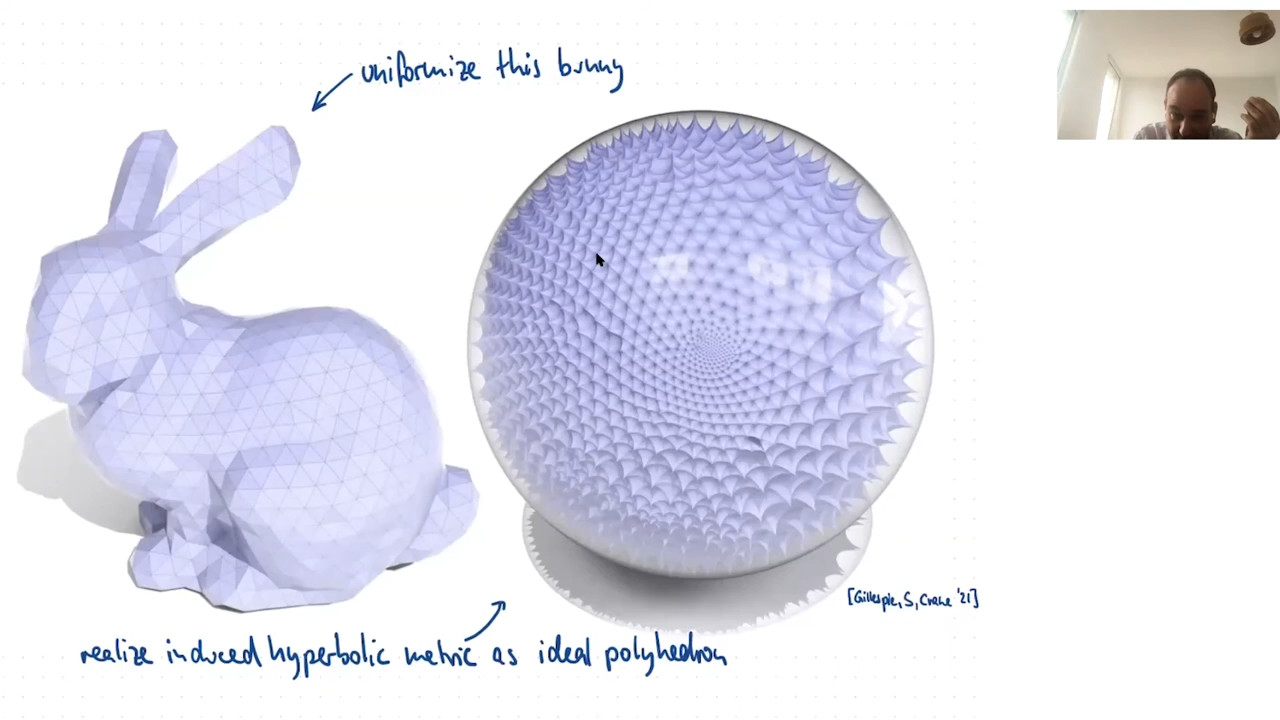 uniformize this bunny
[Gillespie, S, Crane '21]
realize induced hyperbolic metric as ideal polyhedron